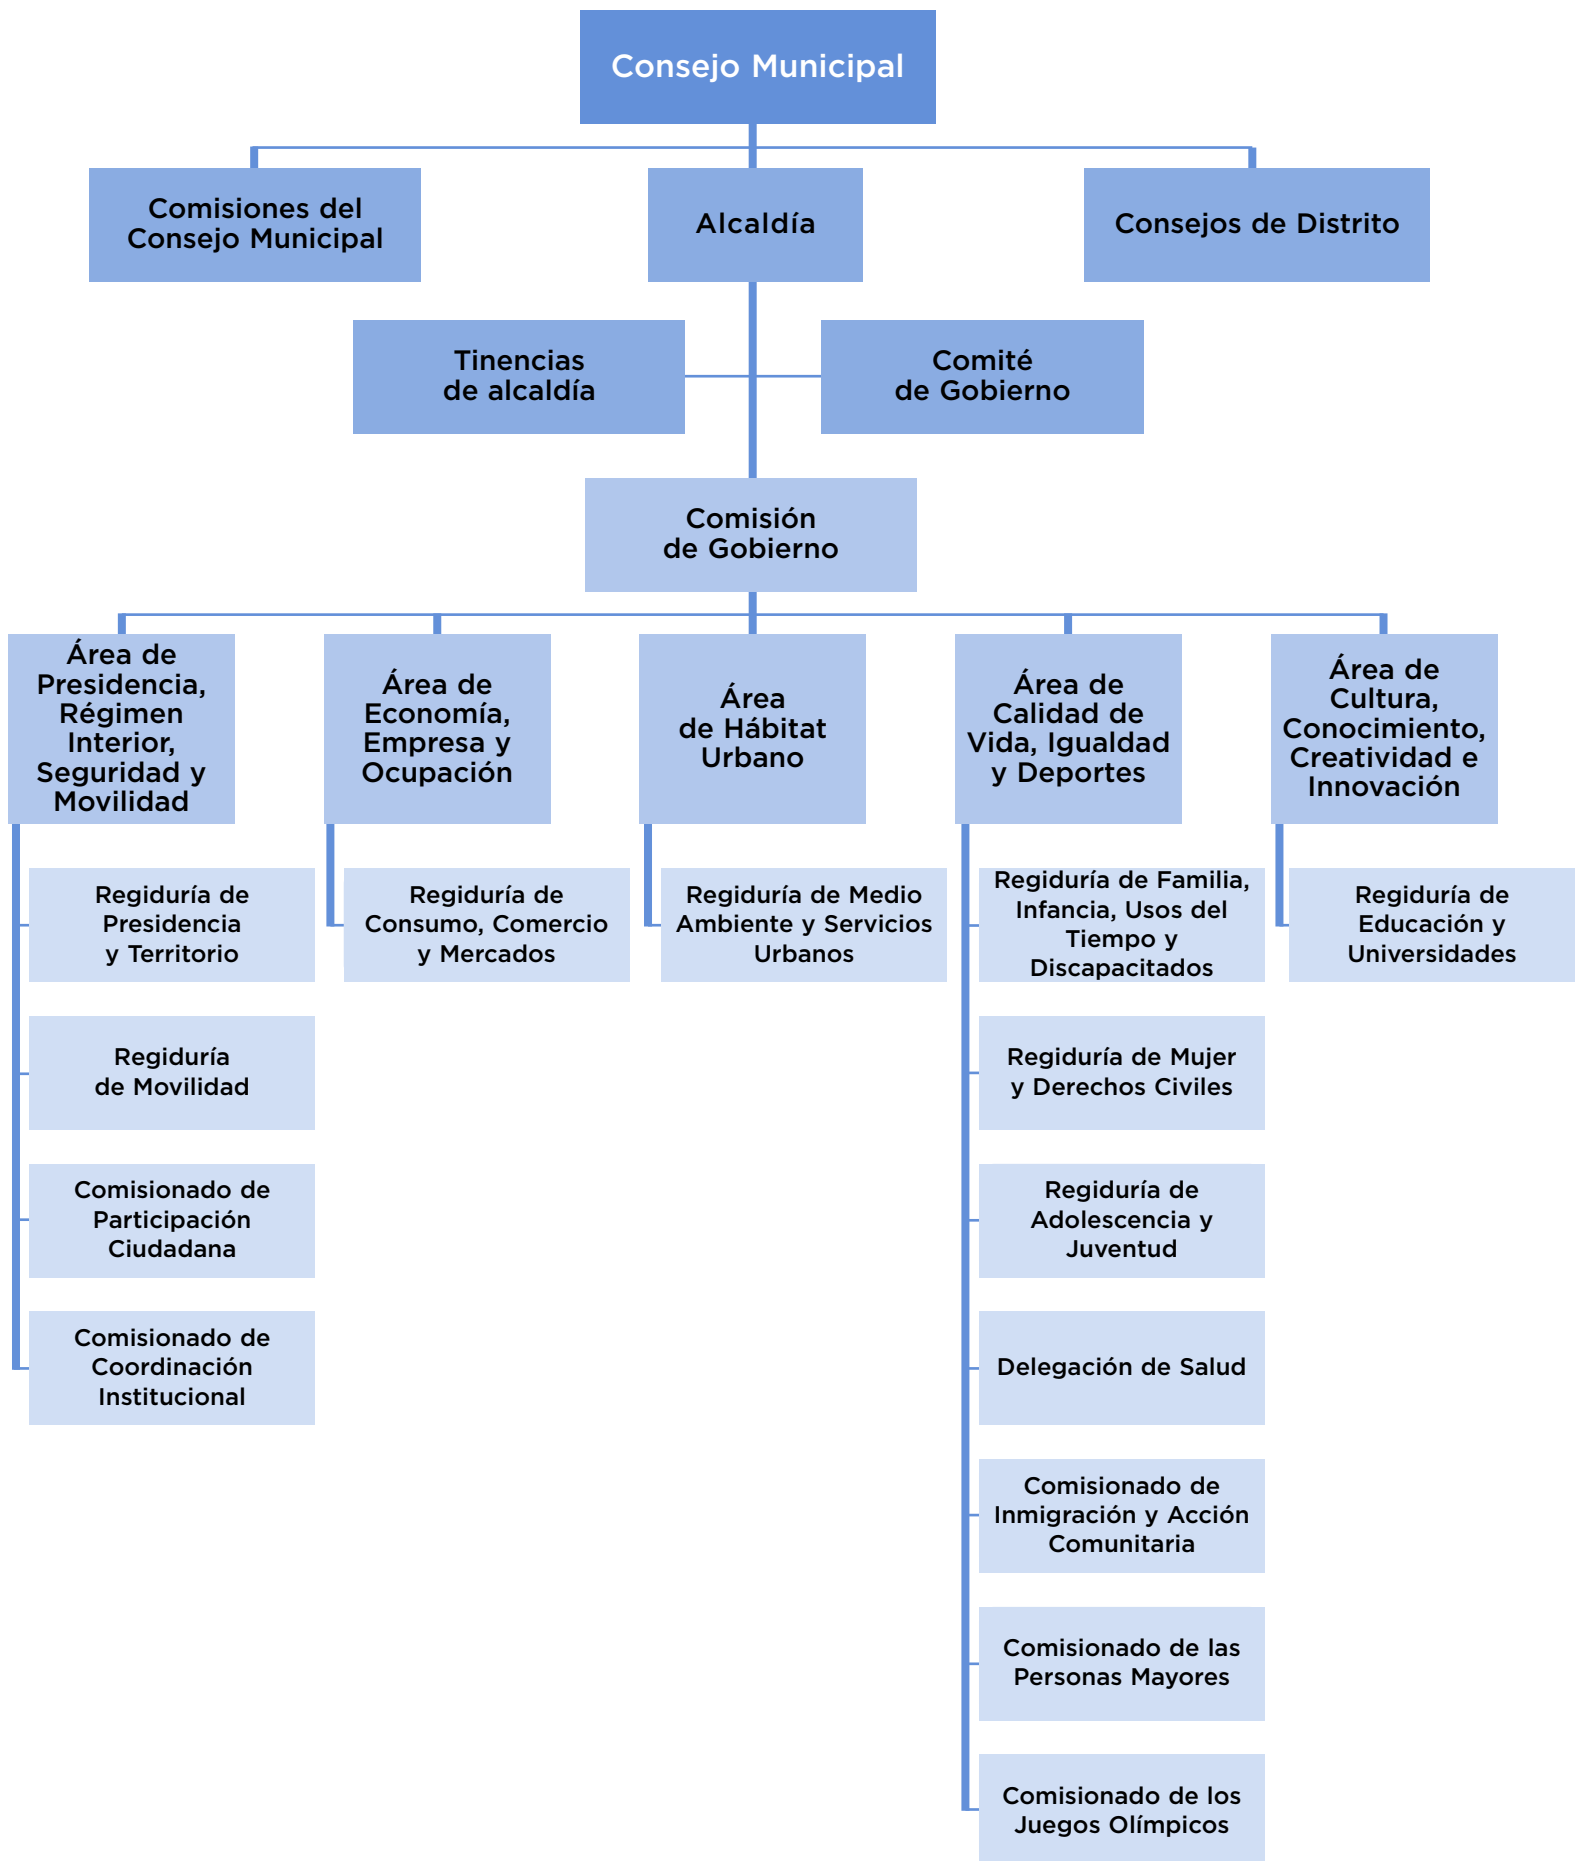 Consejo Municipal
Comisiones del
Consejo Municipal
Alcaldía
Consejos de Distrito
Tinencias
de alcaldía
Comité
de Gobierno
Comisión
de Gobierno
Área de
Presidencia,
Régimen
Interior,
Seguridad y
Movilidad
Área de
Economía,
Empresa y
Ocupación
Área
de Hábitat
Urbano
Área de
Calidad de
Vida, Igualdad
y Deportes
Área de
Cultura,
Conocimiento,
Creatividad e
Innovación
Regiduría de
Presidencia
y Territorio
Regiduría
de Movilidad
Comisionado de
Participación
Ciudadana
Comisionado de
Coordinación
Institucional
Regiduría de
Consumo, Comercio
y Mercados
Regiduría de Medio
Ambiente y Servicios
Urbanos
Regiduría de Familia,
Infancia, Usos del
Tiempo y
Discapacitados
Regiduría de Mujer
y Derechos Civiles
Regiduría de
Adolescencia y
Juventud
Delegación de Salud
Comisionado de
Inmigración y Acción
Comunitaria
Comisionado de las
Personas Mayores
Comisionado de los
Juegos Olímpicos
Regiduría de
Educación y
Universidades